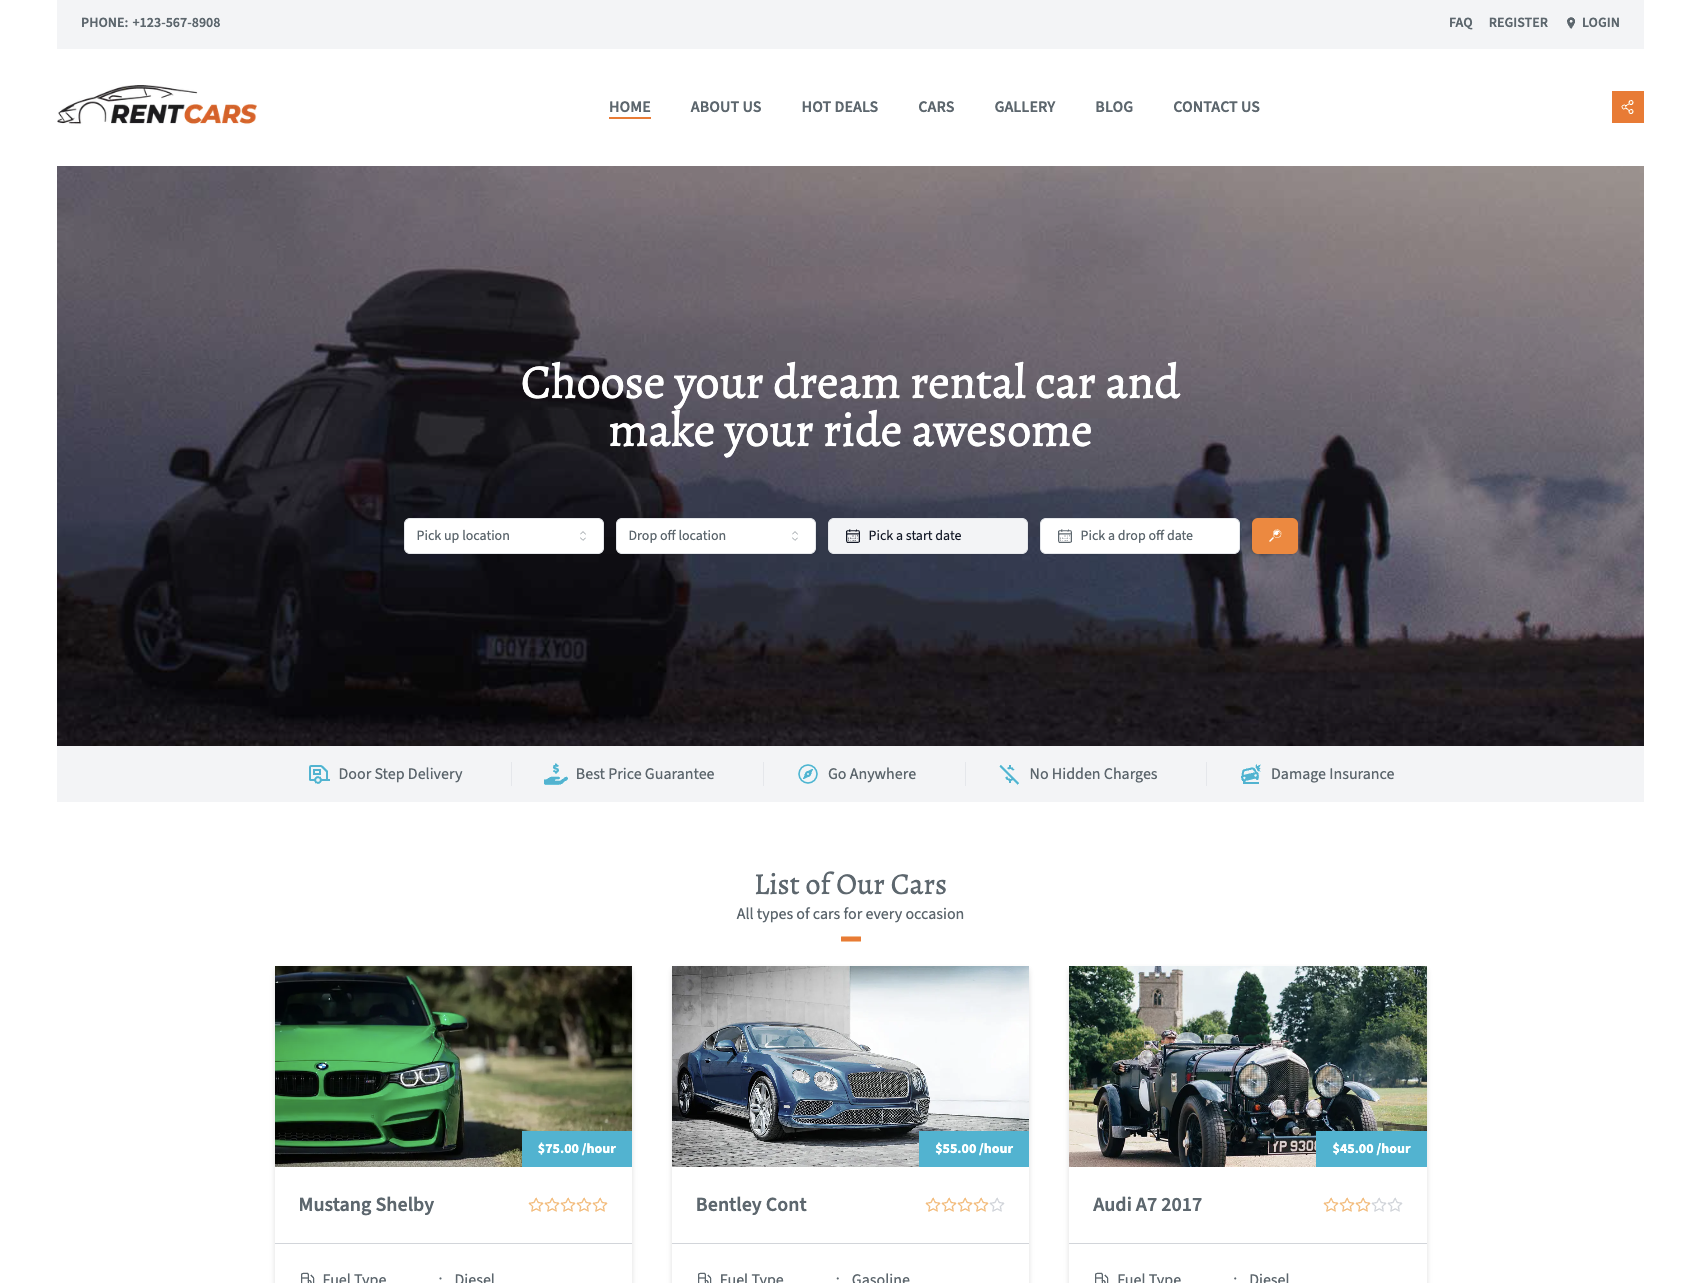 PHONE: +123-567-8908
FAQ REGISTER LOGIN
RENTCARS
HOME ABOUT US HOT DEALS CARS GALLERY BLOG CONTACT US
Choose your dream rental car and
make your ride awesome
Pick up location Drop off location Pick a start date Pick a drop off date
Door Step Delivery Best Price Guarantee Go Anywhere No Hidden Charges Damage Insurance
List of Our Cars
All types of cars for every occasion
$75.00 /hour $55.00 /hour $45.00 /hour
Mustang Shelby Bentley Cont Audi A7 2017
Fuel Type : Diesel Fuel Type : Gasoline Fuel Type : Diesel